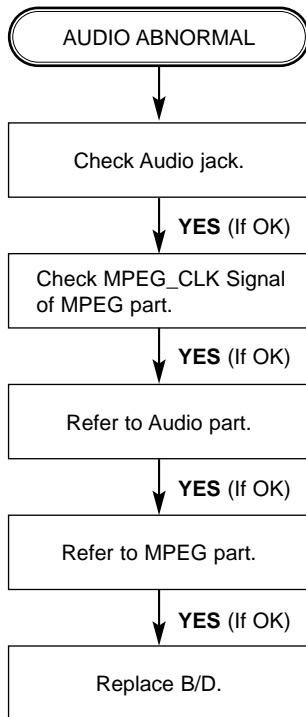 AUDIO ABNORMAL
Check Audio jack.
YES (If OK)
Check MPEG_CLK Signal
of MPEG part.
YES (If OK)
Refer to Audio part.
YES (If OK)
Refer to MPEG part.
YES (If OK)
Replace B/D.